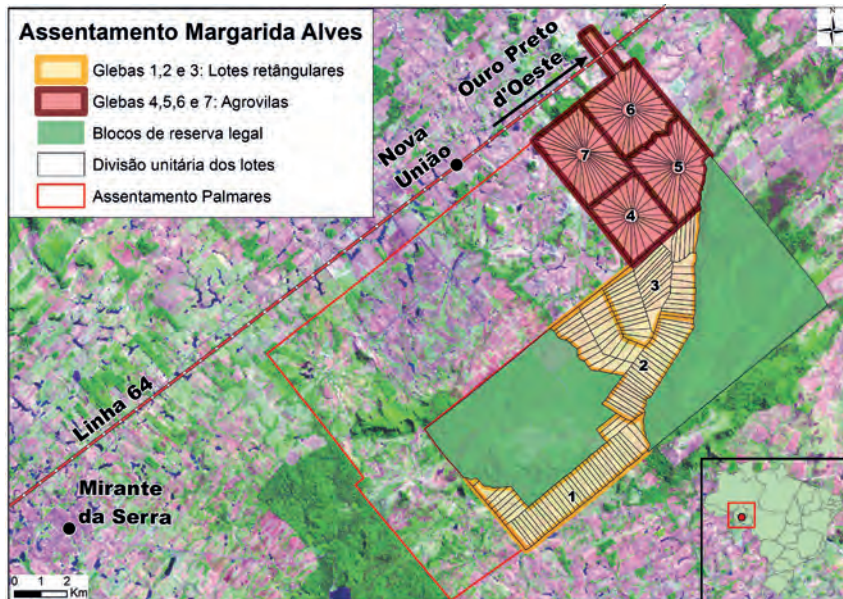 Assentamento Margarida Alves
Glebas 1,2 e 3: Lotes retângulares
Glebas 4,5,6 e 7: Agrovilas
Blocos de reserva legal
Divisão unitária dos lotes
Assentamento Palmares
Ouro Preto
d'Oeste
N
Nova
União
6
7
5
4
3
2
1
Linha 64
Mirante
da Serra
0 1 2
Km